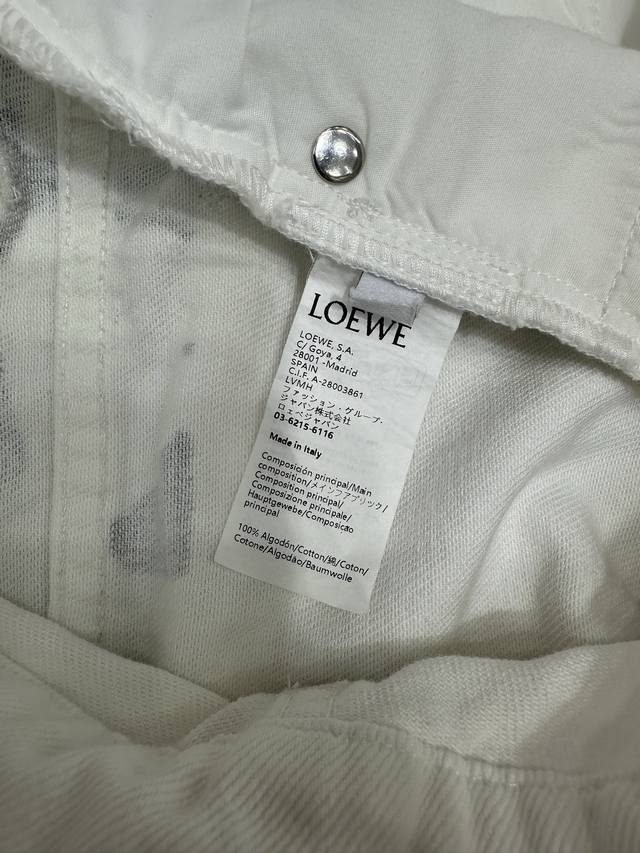 LOEWE
LOEWE, S.A.
C/ Goya, 4
28001 -Madrid
SPAIN
C.I.F. A-28003861
LVMH
ファッション・グループ・
ジャパン株式会社
ロエベジャパン
03-6215-6116
Made in Italy
Composición principal/Main
composition/メインファブリック/
Composition principal/
Composizione principale/
Hauptgewebe/Composição
principal
100% Algodón/Cotton/綿/Coton/
Cotone/Algodão/Baumwolle